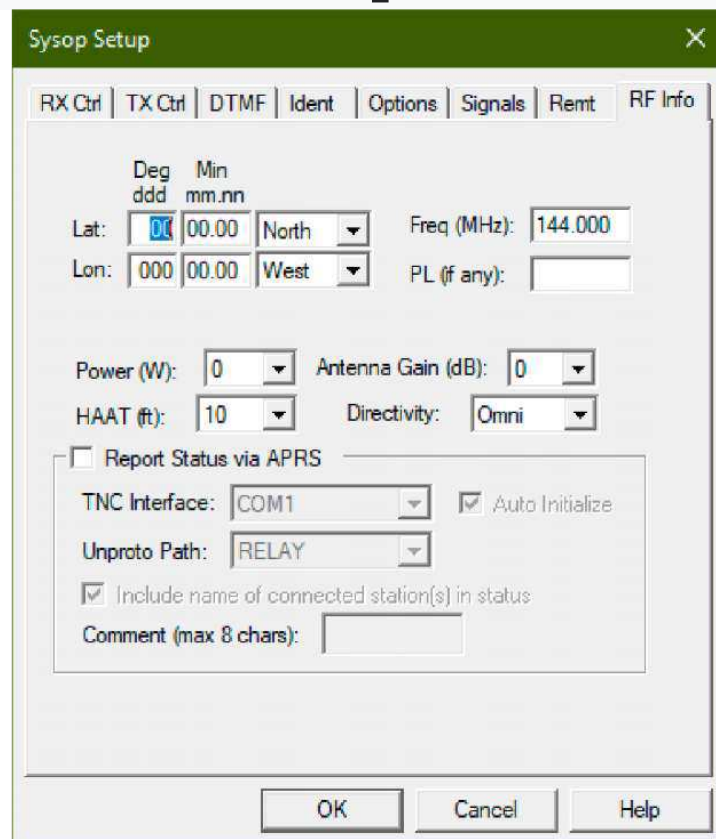 Sysop Setup
RX Ctrl TX Ctrl DTMF Ident Options Signals Remt RF Info
Deg Min
ddd mm.nn
Lat: 00 00.00 North Freq (MHz): 144.000
Lon: 000 00.00 West PL (if any):
Power (W): 0 Antenna Gain (dB): 0
HAAT (ft): 10 Directivity: Omni
Report Status via APRS
TNC Interface: COM1 Auto Initialize
Unproto Path: RELAY
Include name of connected station(s) in status
Comment (max 8 chars):
OK Cancel Help